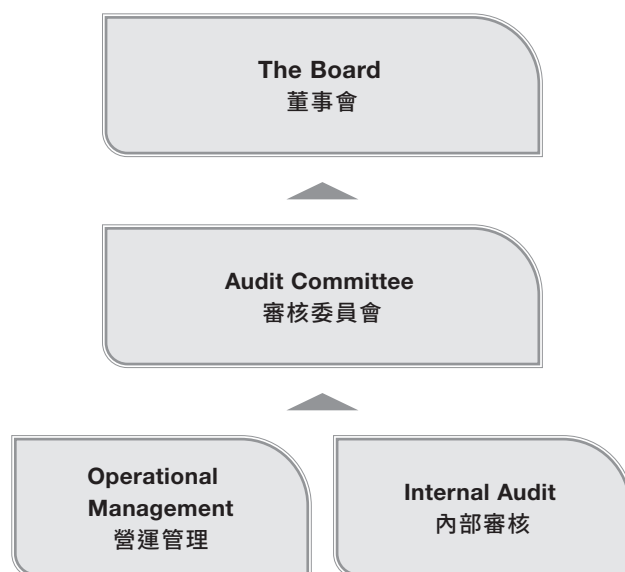 The Board
董事會
Audit Committee
審核委員會
Operational
Management
營運管理
Internal Audit
內部審核